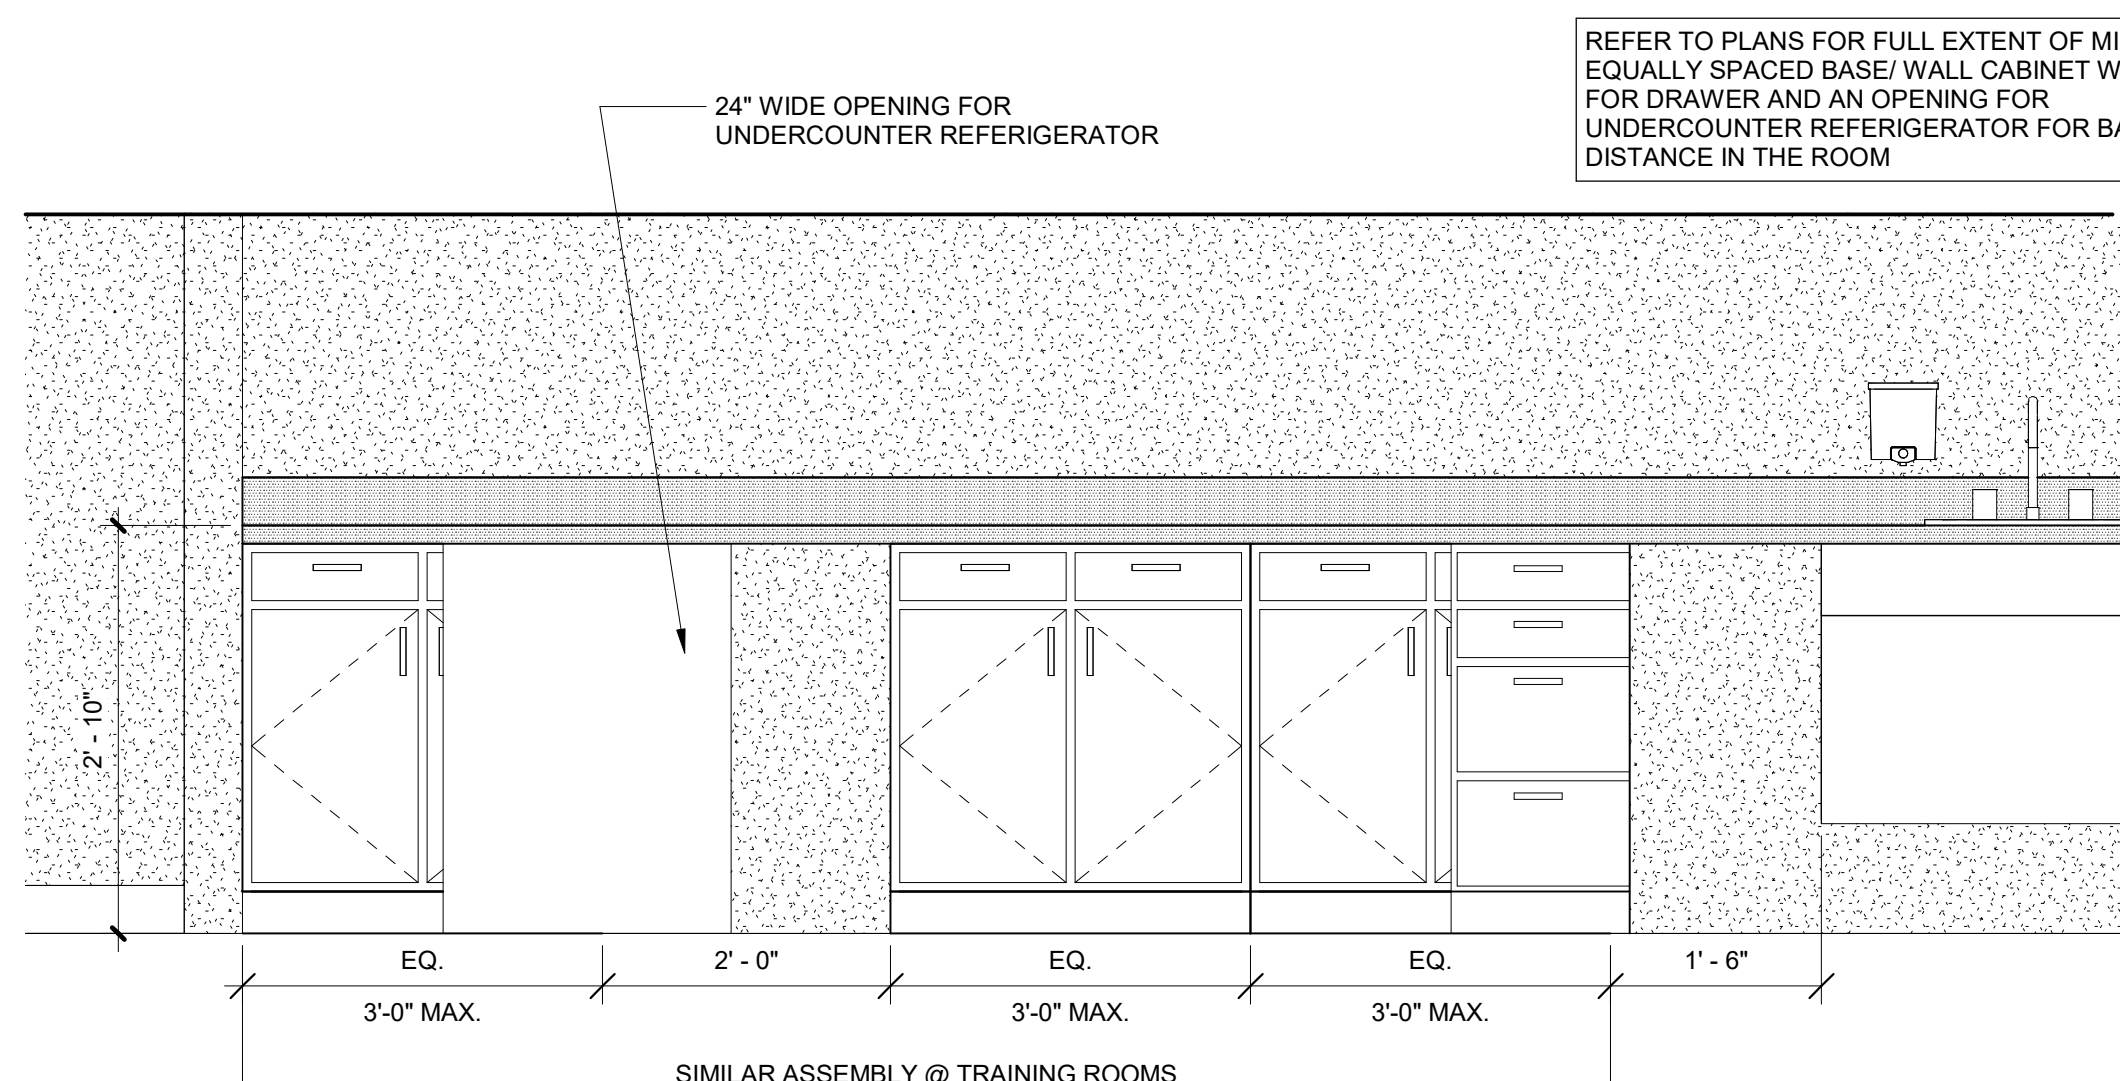 REFER TO PLANS FOR FULL EXTENT OF MI
EQUALLY SPACED BASE/ WALL CABINET W
FOR DRAWER AND AN OPENING FOR
UNDERCOUNTER REFERIGERATOR FOR BA
DISTANCE IN THE ROOM
24" WIDE OPENING FOR
UNDERCOUNTER REFERIGERATOR
2' - 10"
EQ.
2' - 0"
EQ.
EQ.
1' - 6"
3'-0" MAX.
3'-0" MAX.
3'-0" MAX.
SIMILAR ASSEMBLY @ TRAINING ROOMS